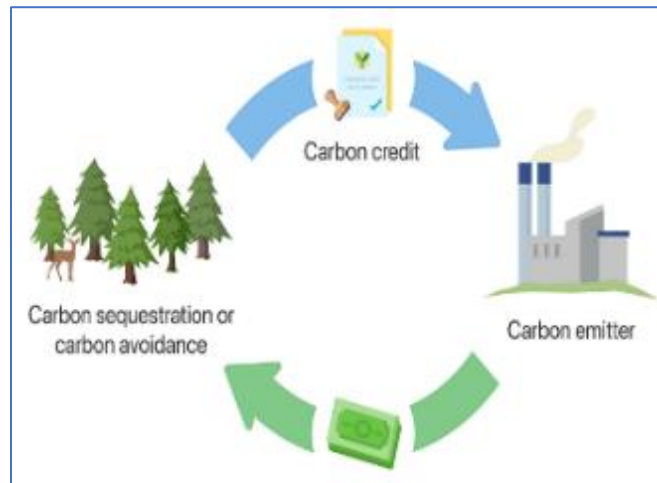 Carbon credit
Carbon sequestration or
carbon avoidance
Carbon emitter